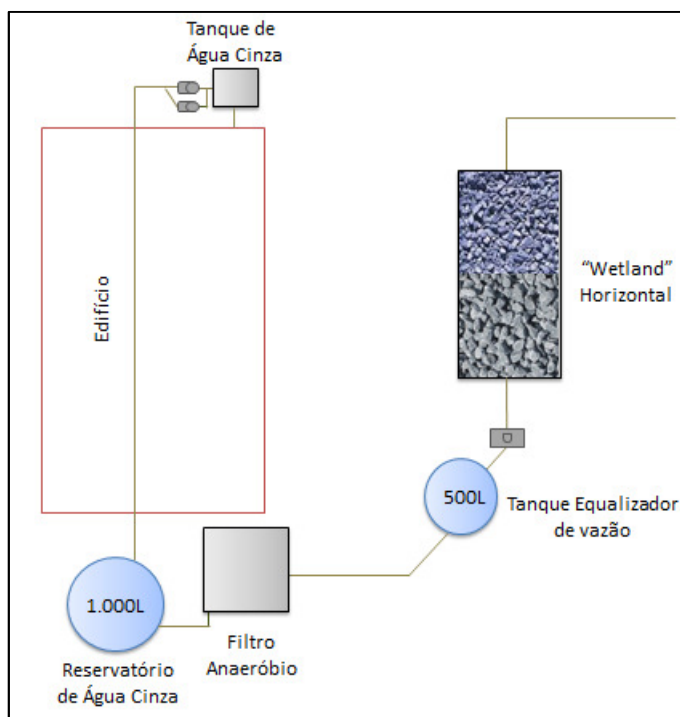 Tanque de
Água Cinza
Edifício
"Wetland"
Horizontal
500L
Tanque Equalizador
de vazão
1.000L
Filtro
Anaeróbio
Reservatório
de Água Cinza